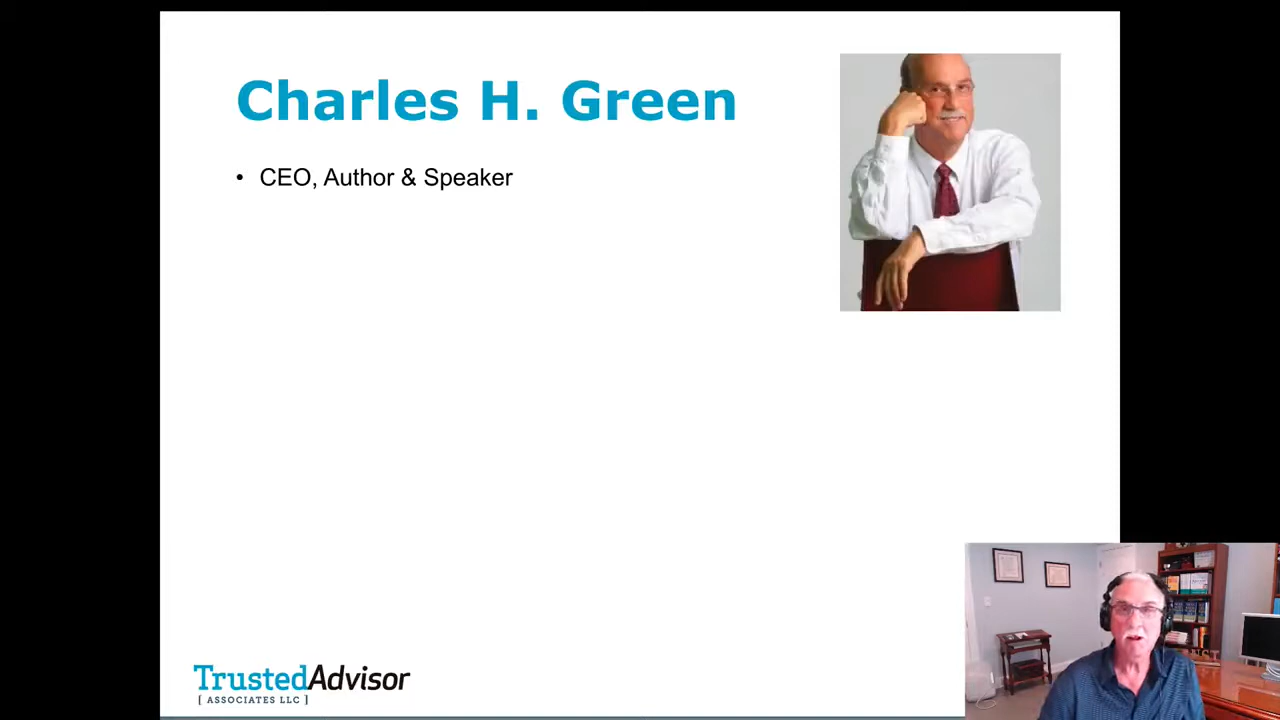 Charles H. Green
• CEO, Author & Speaker
TrustedAdvisor
[ ASSOCIATES LLC ]